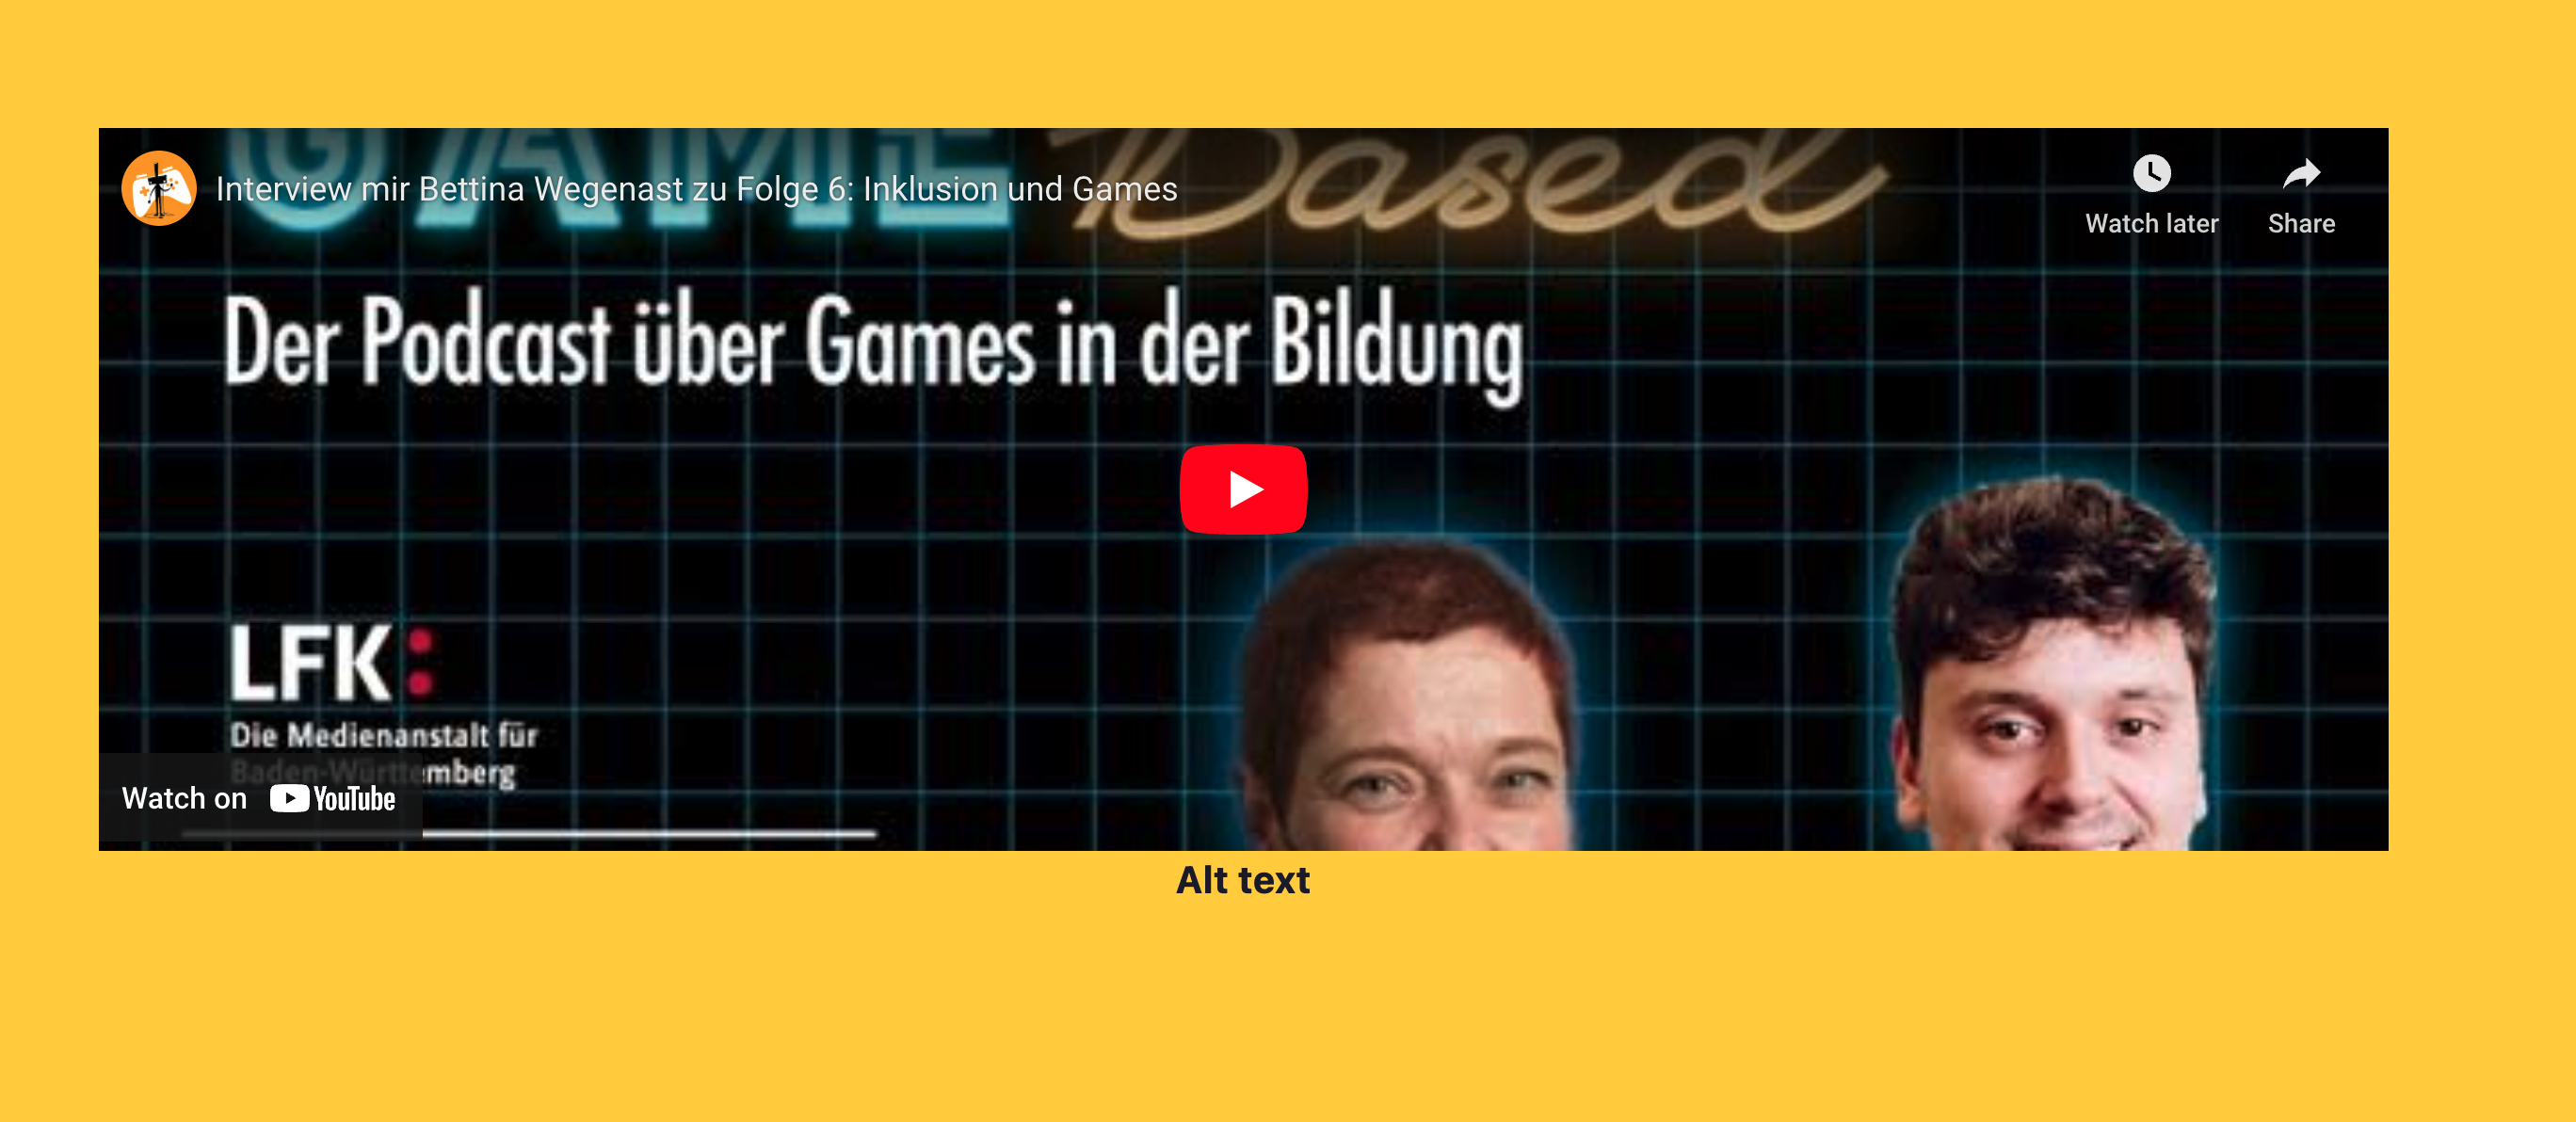 GAME Based
Interview mir Bettina Wegenast zu Folge 6: Inklusion und Games
Watch later
Share
Der Podcast über Games in der Bildung
LFK:
Die Medienanstalt für
Baden-Württemberg
Watch on YouTube
Alt text